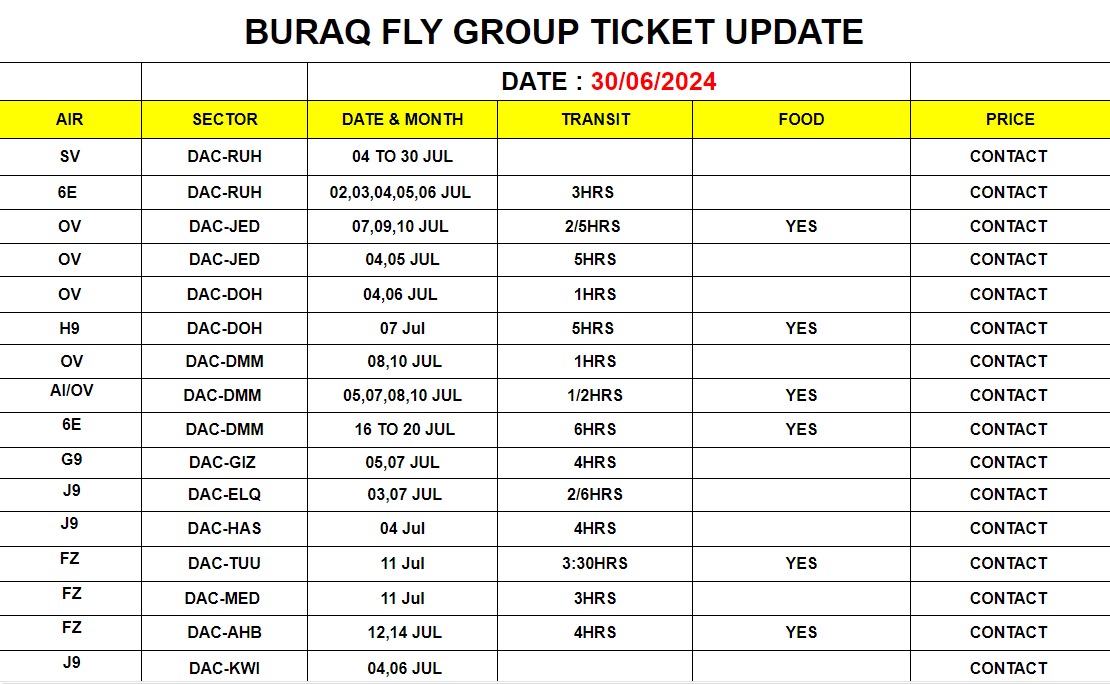 BURAQ FLY GROUP TICKET UPDATE
DATE : 30/06/2024
AIR SECTOR DATE & MONTH TRANSIT FOOD PRICE
SV DAC-RUH 04 TO 30 JUL CONTACT
6E DAC-RUH 02,03,04,05,06 JUL 3HRS CONTACT
OV DAC-JED 07,09,10 JUL 2/5HRS YES CONTACT
OV DAC-JED 04,05 JUL 5HRS CONTACT
OV DAC-DOH 04,06 JUL 1HRS CONTACT
H9 DAC-DOH 07 Jul 5HRS YES CONTACT
OV DAC-DMM 08,10 JUL 1HRS CONTACT
AI/OV DAC-DMM 05,07,08,10 JUL 1/2HRS YES CONTACT
6E DAC-DMM 16 TO 20 JUL 6HRS YES CONTACT
G9 DAC-GIZ 05,07 JUL 4HRS CONTACT
J9 DAC-ELQ 03,07 JUL 2/6HRS CONTACT
J9 DAC-HAS 04 Jul 4HRS CONTACT
FZ DAC-TUU 11 Jul 3:30HRS YES CONTACT
FZ DAC-MED 11 Jul 3HRS CONTACT
FZ DAC-AHB 12,14 JUL 4HRS YES CONTACT
J9 DAC-KWI 04,06 JUL CONTACT